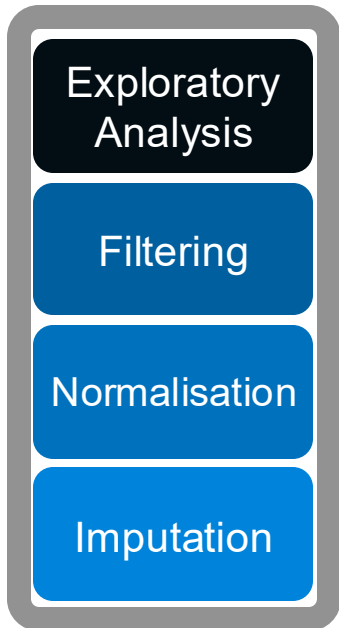 Exploratory
Analysis
Filtering
Normalisation
Imputation